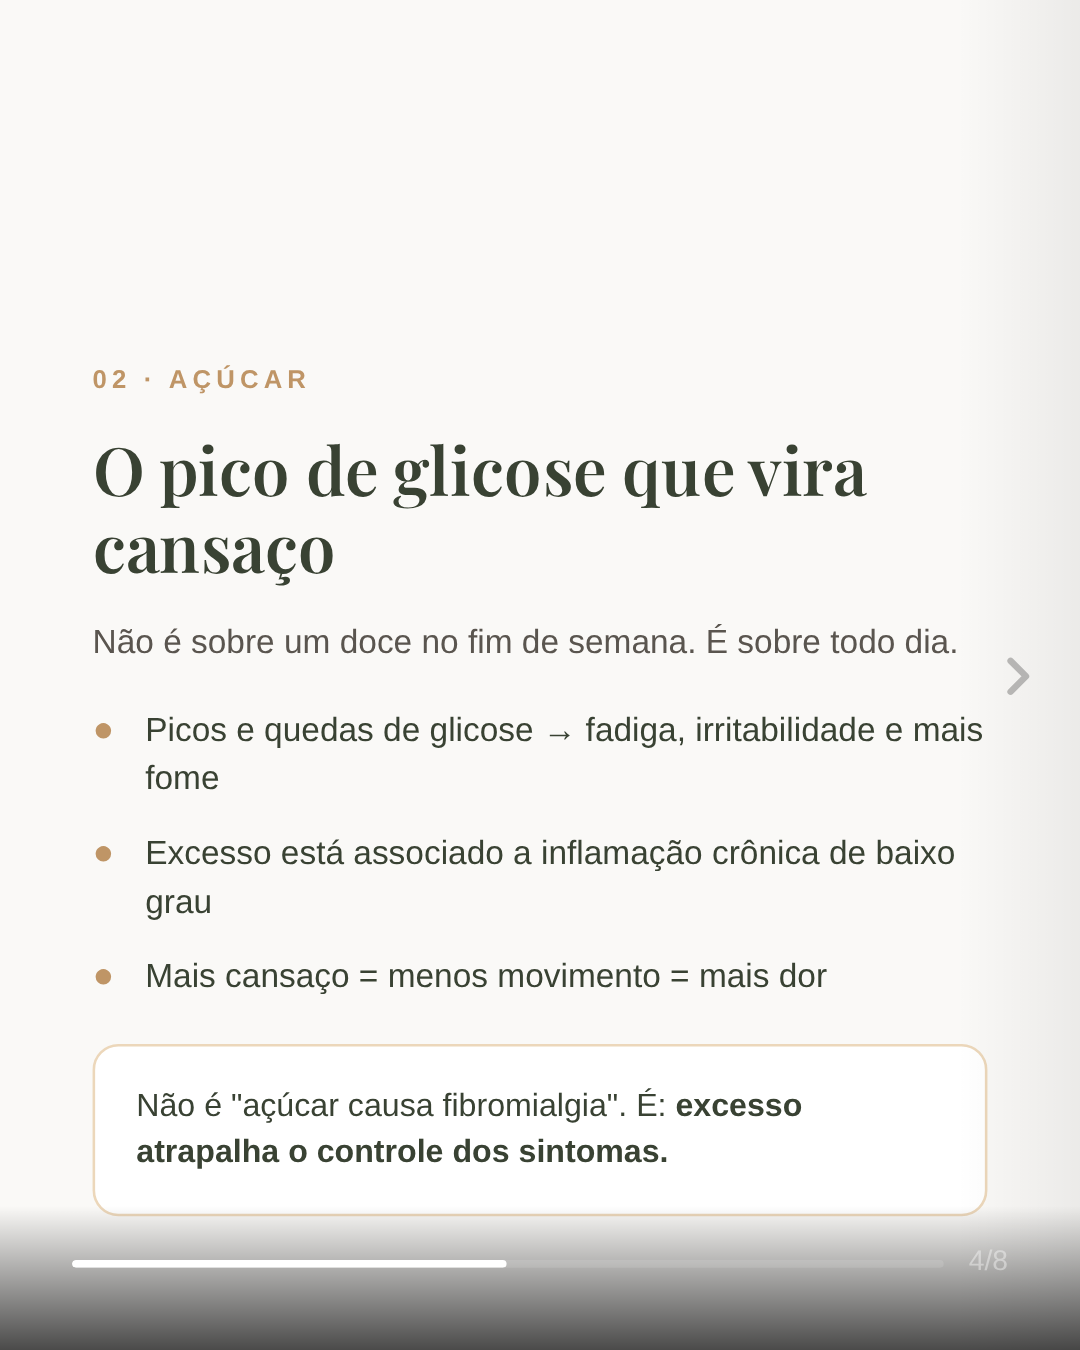 02 · AÇÚCAR
O pico de glicose que vira
cansaço
Não é sobre um doce no fim de semana. É sobre todo dia.
Picos e quedas de glicose → fadiga, irritabilidade e mais
fome
Excesso está associado a inflamação crônica de baixo
grau
Mais cansaço = menos movimento = mais dor
Não é "açúcar causa fibromialgia". É: excesso
atrapalha o controle dos sintomas.
4/8